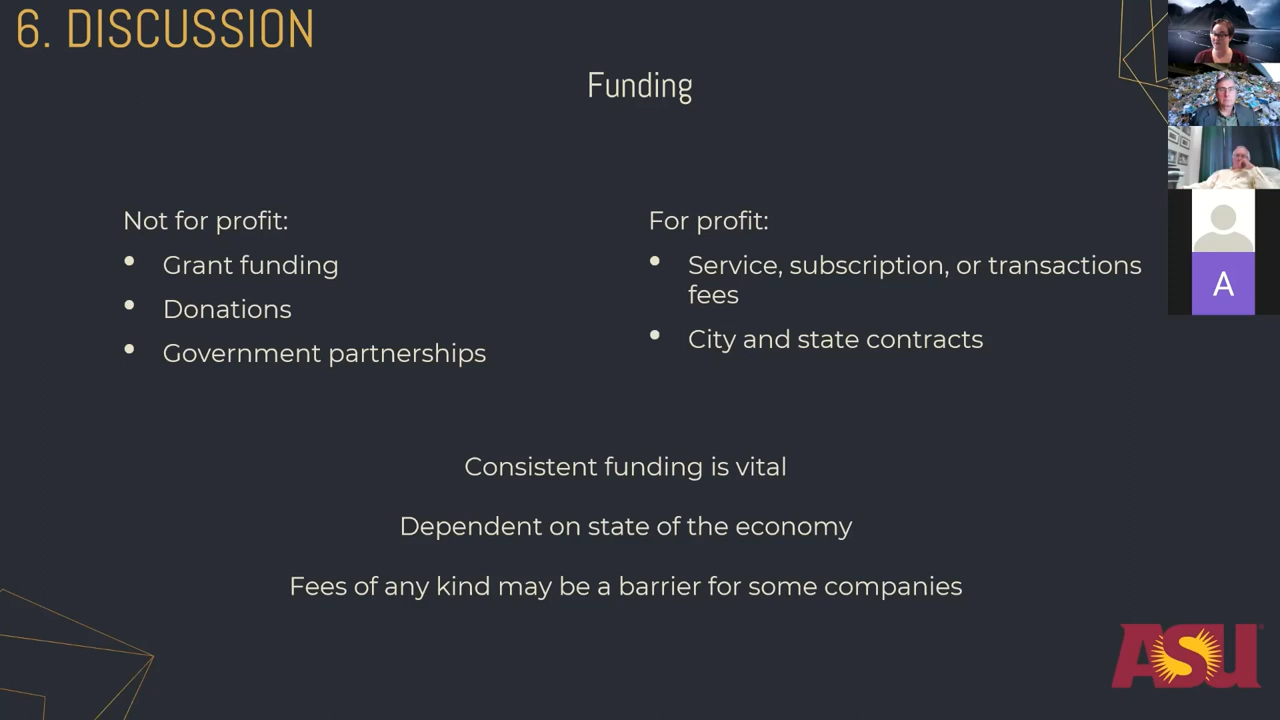 6. DISCUSSION
Funding
Not for profit:
• Grant funding
• Donations
• Government partnerships
For profit:
• Service, subscription, or transactions
fees
• City and state contracts
Consistent funding is vital
Dependent on state of the economy
Fees of any kind may be a barrier for some companies
A
ASU